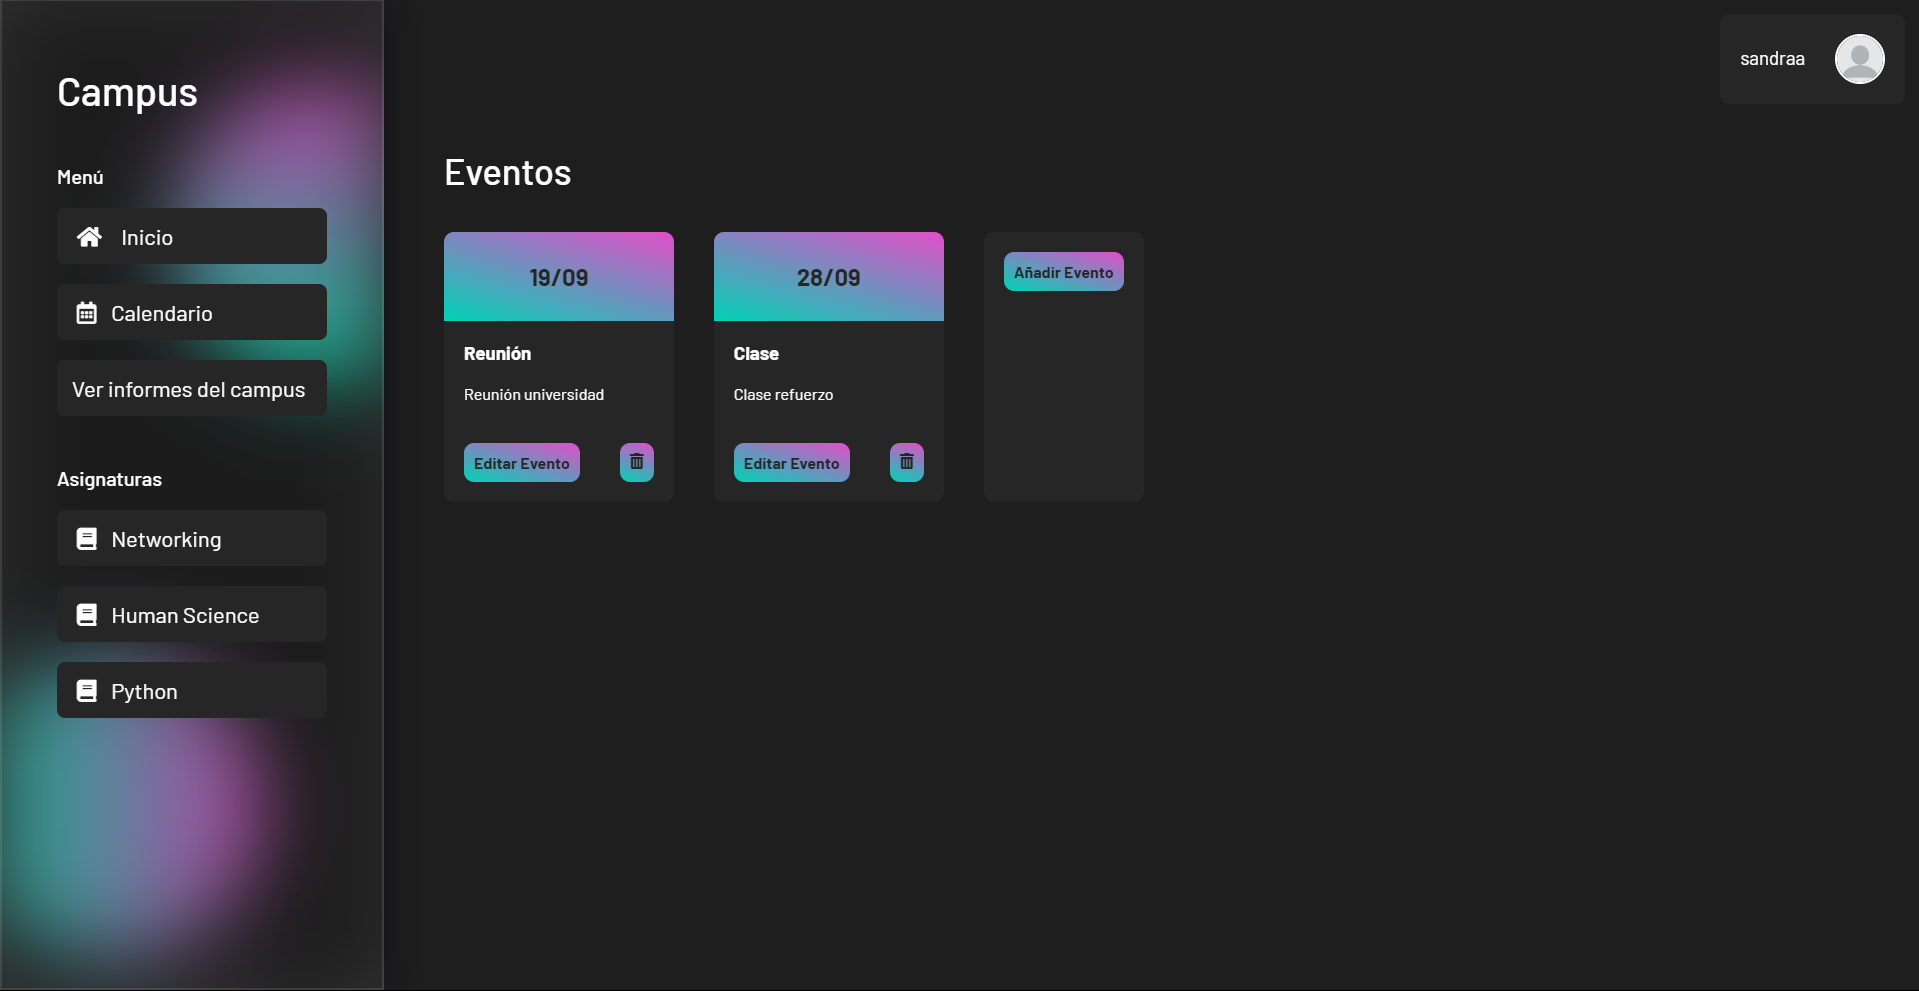 Campus
Menú
Inicio
Calendario
Ver informes del campus
Asignaturas
Networking
Human Science
Python
sandraa
Eventos
19/09
Reunión
Reunión universidad
Editar Evento
28/09
Clase
Clase refuerzo
Editar Evento
Añadir Evento